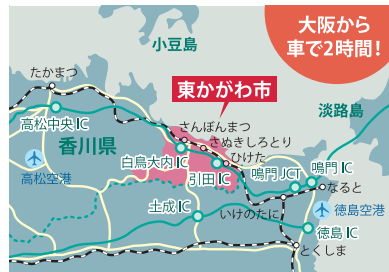 大阪から
車で2時間！
小豆島
たかまつ
東かがわ市
淡路島
高松中央IC
さんぼんまつ
さぬきしろとり
ひけた
香川県
白鳥大内IC
引田IC
鳴門JCT
鳴門IC
なると
高松空港
土成IC
いけのたに
徳島空港
徳島IC
とくしま